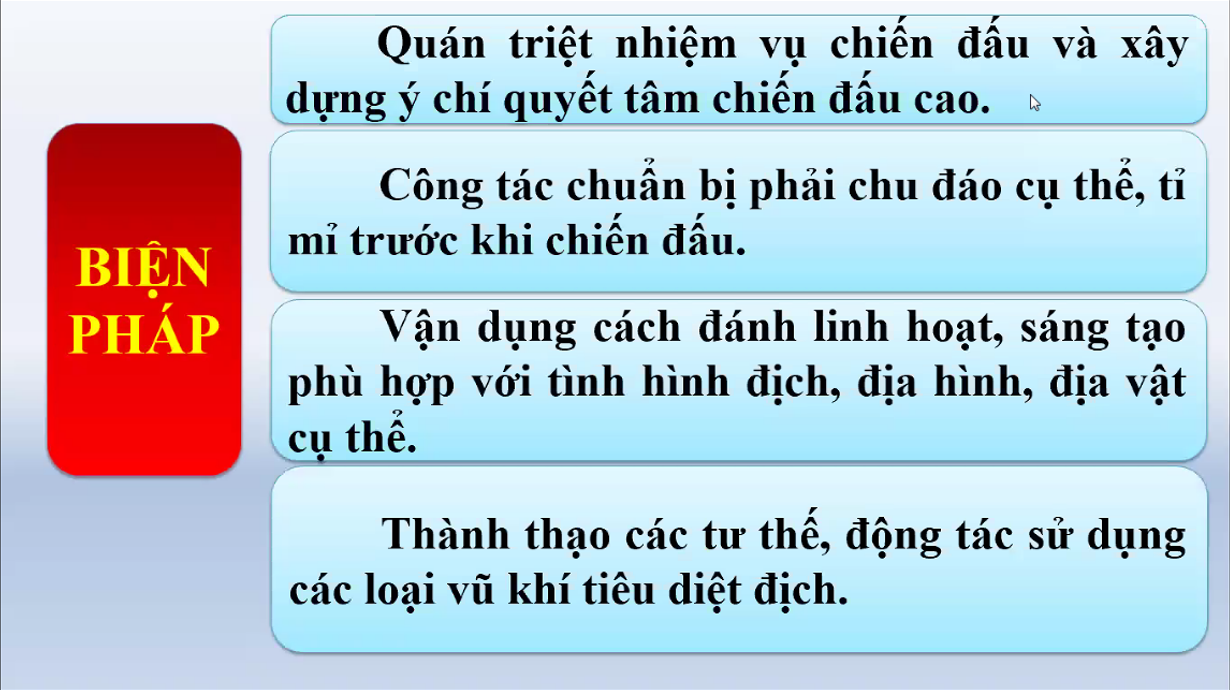 BIỆN
PHÁP
Quán triệt nhiệm vụ chiến đấu và xây
dựng ý chí quyết tâm chiến đấu cao.
Công tác chuẩn bị phải chu đáo cụ thể, tỉ
mỉ trước khi chiến đấu.
Vận dụng cách đánh linh hoạt, sáng tạo
phù hợp với tình hình địch, địa hình, địa vật
cụ thể.
Thành thạo các tư thế, động tác sử dụng
các loại vũ khí tiêu diệt địch.